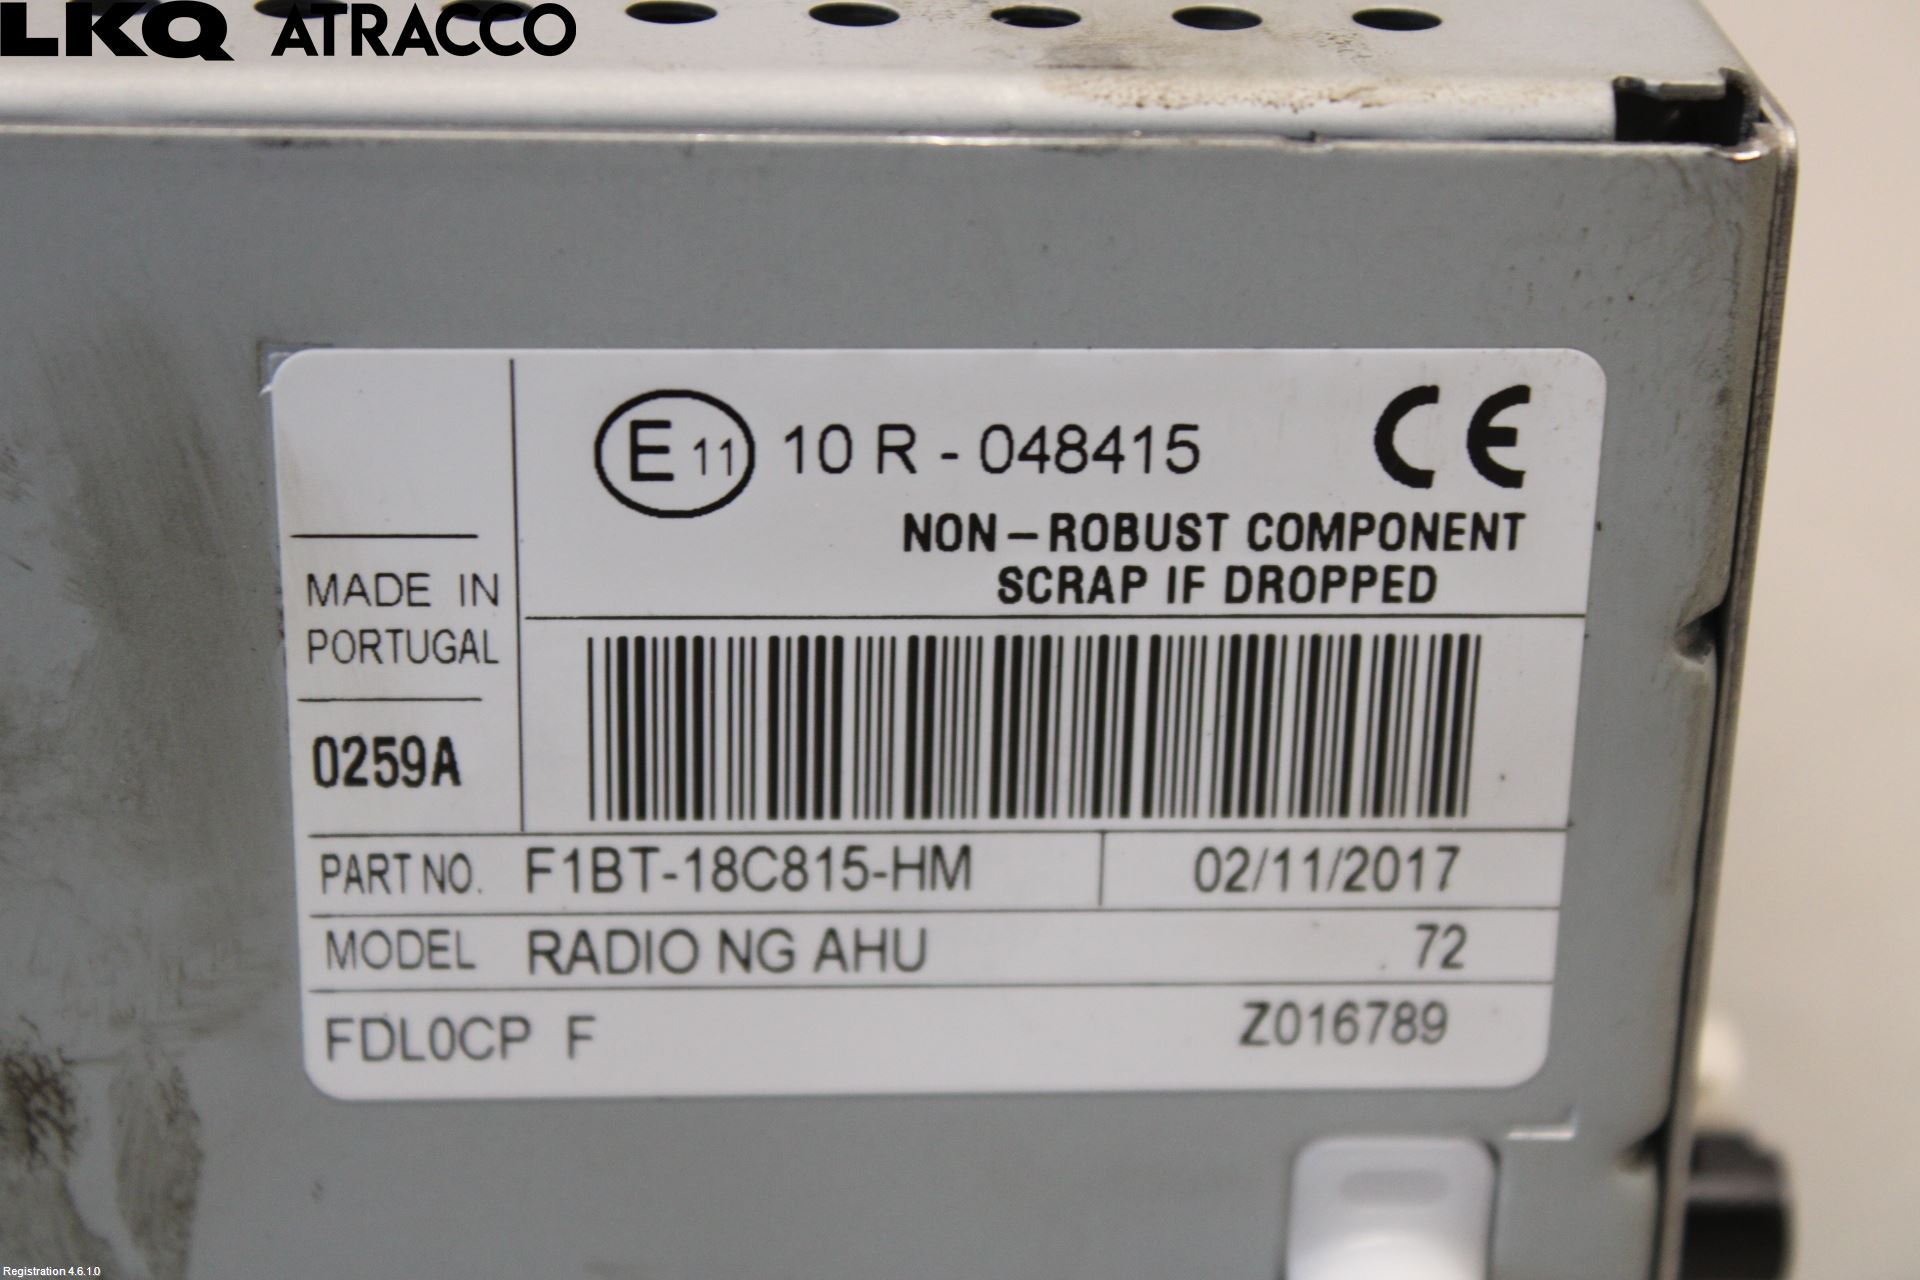 LKQ ATRACCO
E 11 10 R - 048415 CE
NON-ROBUST COMPONENT
SCRAP IF DROPPED
MADE IN
PORTUGAL
0259A
PART NO. F1BT-18C815-HM 02/11/2017
MODEL RADIO NG AHU 72
FDL0CP F Z016789
Registration 4.6.1.0